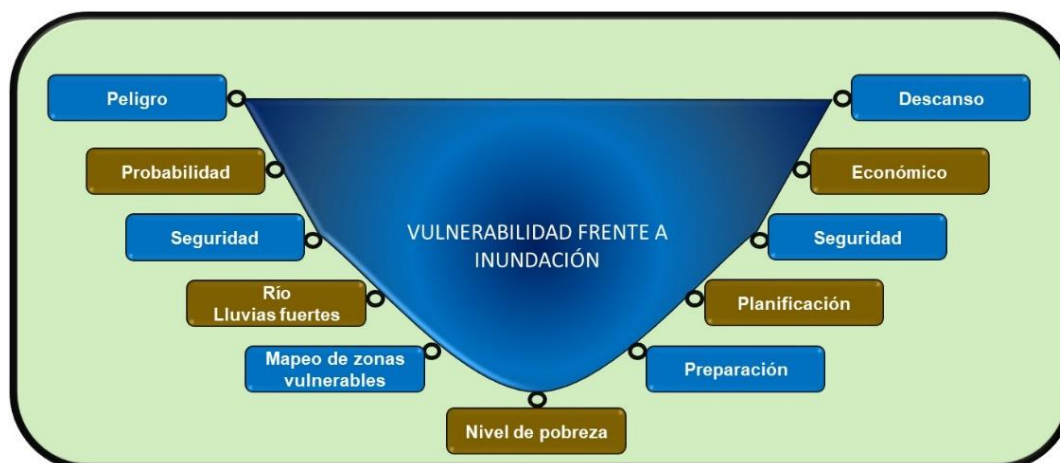 Peligro
Descanso
Probabilidad
Económico
Seguridad
Seguridad
VULNERABILIDAD FRENTE A
INUNDACIÓN
Río
Lluvias fuertes
Planificación
Mapeo de zonas
vulnerables
Preparación
Nivel de pobreza